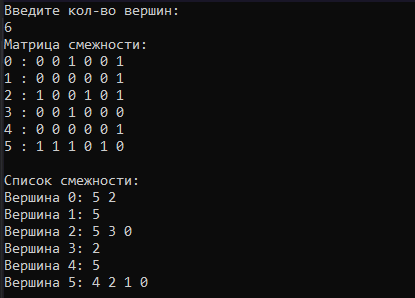 Введите кол-во вершин:
6
Матрица смежности:
0 : 0 0 1 0 0 1
1 : 0 0 0 0 0 1
2 : 1 0 0 1 0 1
3 : 0 0 1 0 0 0
4 : 0 0 0 0 0 1
5 : 1 1 1 0 1 0
Список смежности:
Вершина 0: 5 2
Вершина 1: 5
Вершина 2: 5 3 0
Вершина 3: 2
Вершина 4: 5
Вершина 5: 4 2 1 0